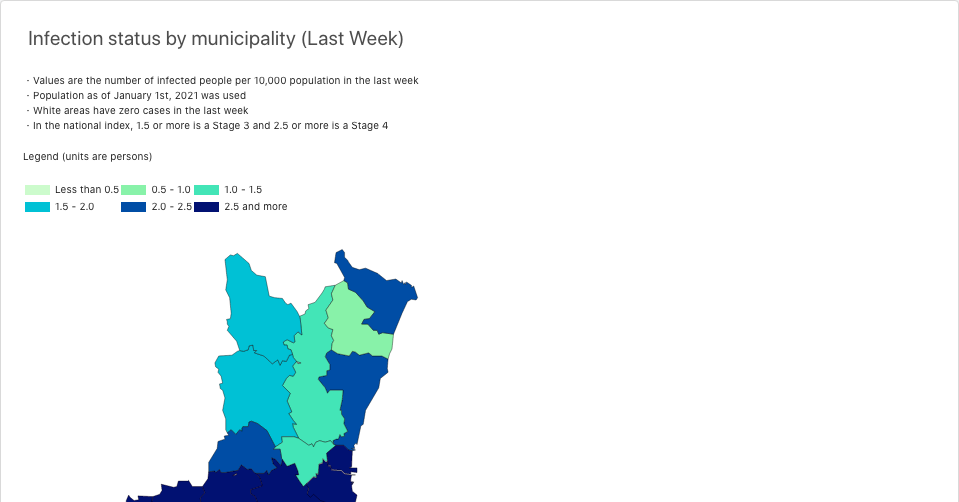 Infection status by municipality (Last Week)
· Values are the number of infected people per 10,000 population in the last week
· Population as of January 1st, 2021 was used
· White areas have zero cases in the last week
· In the national index, 1.5 or more is a Stage 3 and 2.5 or more is a Stage 4
Legend (units are persons)
Less than 0.5 0.5 - 1.0 1.0 - 1.5
1.5 - 2.0 2.0 - 2.5 2.5 and more